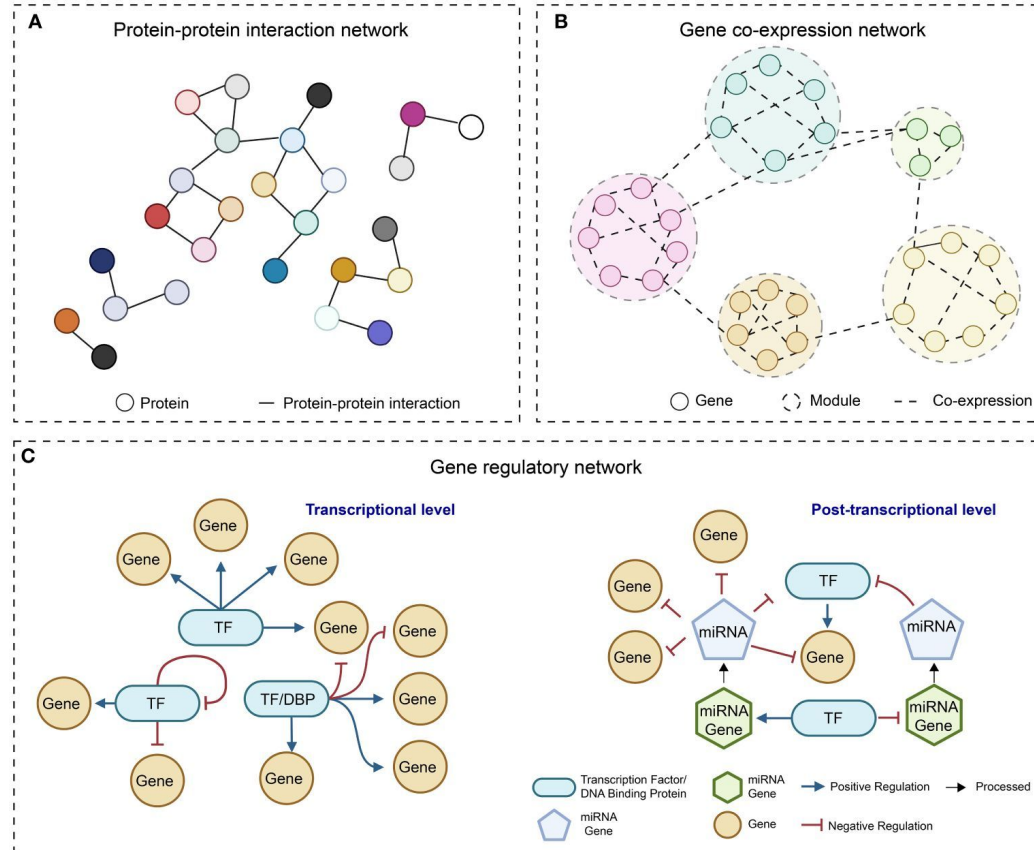 A
Protein-protein interaction network
Protein
Protein-protein interaction
B
Gene co-expression network
Gene
Module
Co-expression
C
Gene regulatory network
Transcriptional level
Gene
Gene
Gene
TF
Gene
Gene
Gene
TF
TF/DBP
Gene
Gene
Gene
Gene
Post-transcriptional level
Gene
Gene
TF
miRNA
miRNA
Gene
Gene
miRNA
Gene
TF
miRNA
Gene
Transcription Factor/
DNA Binding Protein
miRNA
Gene
miRNA
Gene
Gene
Positive Regulation
Negative Regulation
Processed